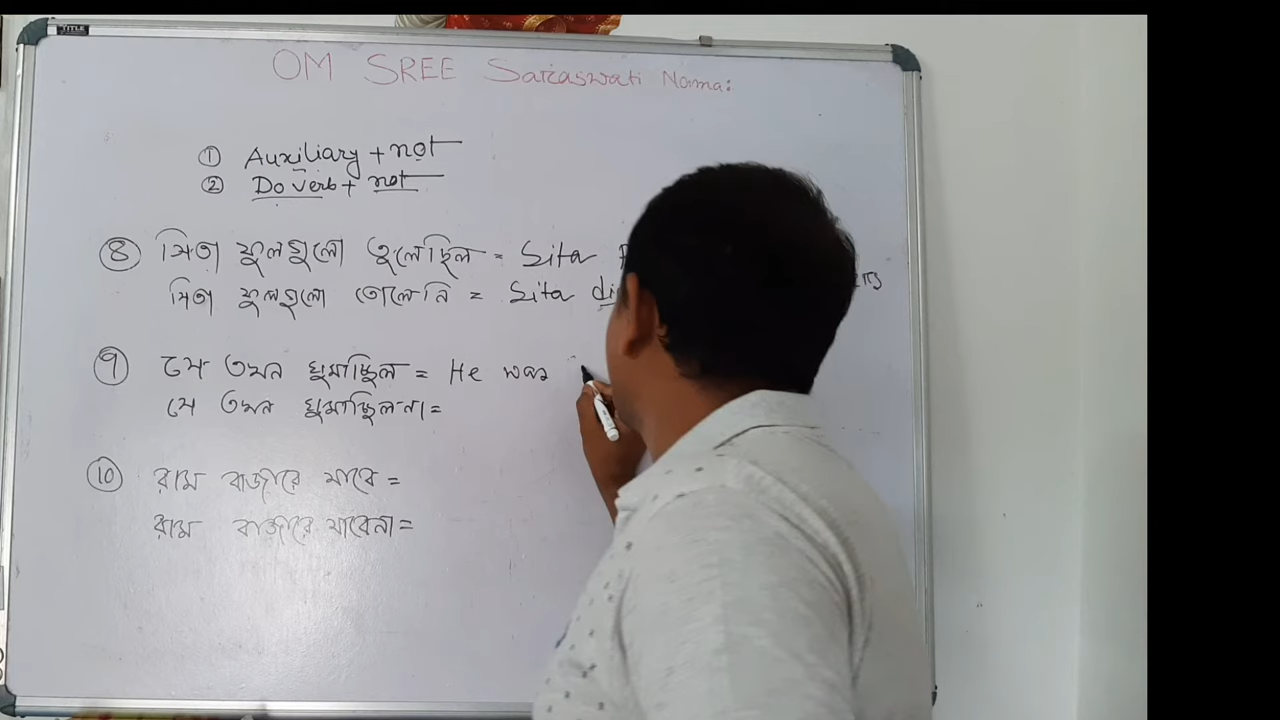 TITLE
OM SREE Saraswati Nama:
① Auxiliary + not
② Do verb + not
⑧ সিতা ফুলগুলো তুলেছিল = Sita
সিতা ফুলগুলো তোলেনি = Sita
⑨ সে তখন ঘুমাচ্ছিল = He was
সে তখন ঘুমাচ্ছিল না =
⑩ রাম বাজারে যাবে =
রাম বাজারে যাবেনা =